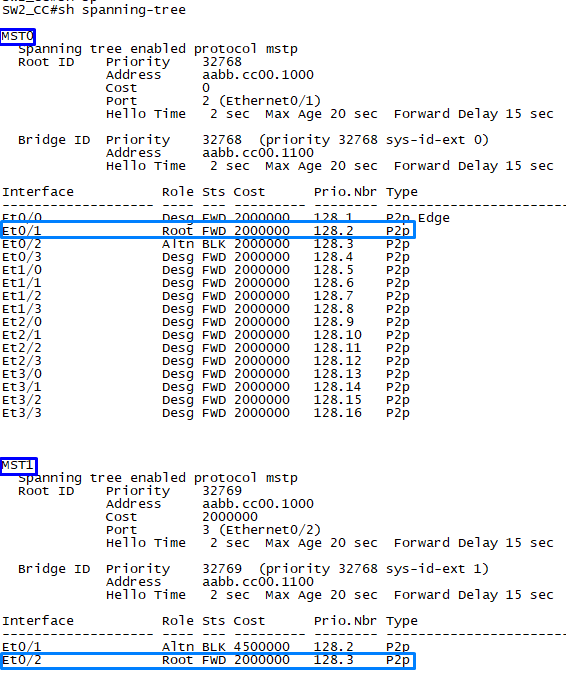 SW2_CC#sh spanning-tree
MST0
Spanning tree enabled protocol mstp
Root ID Priority 32768
Address aabb.cc00.1000
Cost 0
Port 2 (Ethernet0/1)
Hello Time 2 sec Max Age 20 sec Forward Delay 15 sec
Bridge ID Priority 32768 (priority 32768 sys-id-ext 0)
Address aabb.cc00.1100
Hello Time 2 sec Max Age 20 sec Forward Delay 15 sec
Interface Role Sts Cost Prio.Nbr Type
------------------- ---- --- --------- -------- --------------------------------
Et0/0 Desg FWD 2000000 128.1 P2p Edge
Et0/1 Root FWD 2000000 128.2 P2p
Et0/2 Altn BLK 2000000 128.3 P2p
Et0/3 Desg FWD 2000000 128.4 P2p
Et1/0 Desg FWD 2000000 128.5 P2p
Et1/1 Desg FWD 2000000 128.6 P2p
Et1/2 Desg FWD 2000000 128.7 P2p
Et1/3 Desg FWD 2000000 128.8 P2p
Et2/0 Desg FWD 2000000 128.9 P2p
Et2/1 Desg FWD 2000000 128.10 P2p
Et2/2 Desg FWD 2000000 128.11 P2p
Et2/3 Desg FWD 2000000 128.12 P2p
Et3/0 Desg FWD 2000000 128.13 P2p
Et3/1 Desg FWD 2000000 128.14 P2p
Et3/2 Desg FWD 2000000 128.15 P2p
Et3/3 Desg FWD 2000000 128.16 P2p
MST1
Spanning tree enabled protocol mstp
Root ID Priority 32769
Address aabb.cc00.1000
Cost 2000000
Port 3 (Ethernet0/2)
Hello Time 2 sec Max Age 20 sec Forward Delay 15 sec
Bridge ID Priority 32769 (priority 32768 sys-id-ext 1)
Address aabb.cc00.1100
Hello Time 2 sec Max Age 20 sec Forward Delay 15 sec
Interface Role Sts Cost Prio.Nbr Type
------------------- ---- --- --------- -------- --------------------------------
Et0/1 Altn BLK 4500000 128.2 P2p
Et0/2 Root FWD 2000000 128.3 P2p